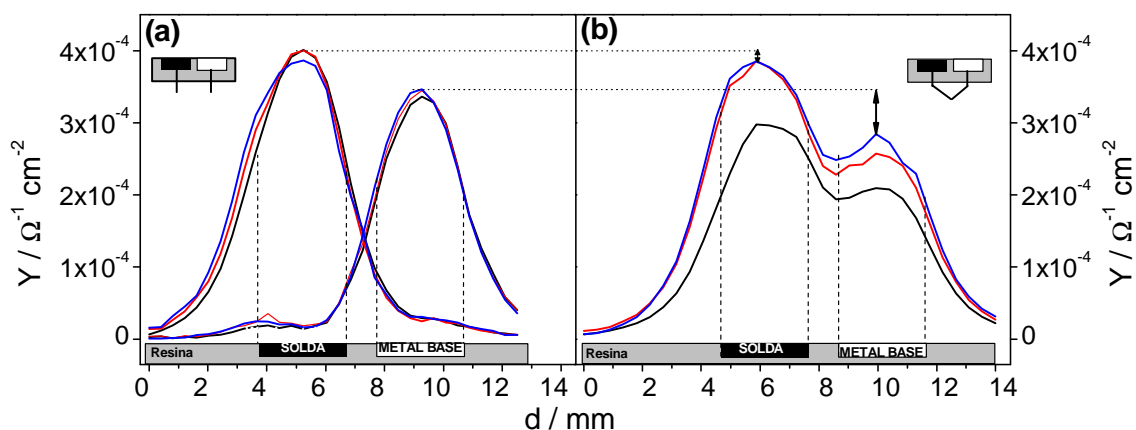 (a)
(b)
4x10-4
3x10-4
2x10-4
1x10-4
0
Y / Ω-1 cm-2
Resina
SOLDA
METAL BASE
0 2 4 6 8 10 12 14
Resina
SOLDA
METAL BASE
0 2 4 6 8 10 12 14
4x10-4
3x10-4
2x10-4
1x10-4
0
Y / Ω-1 cm-2
d / mm